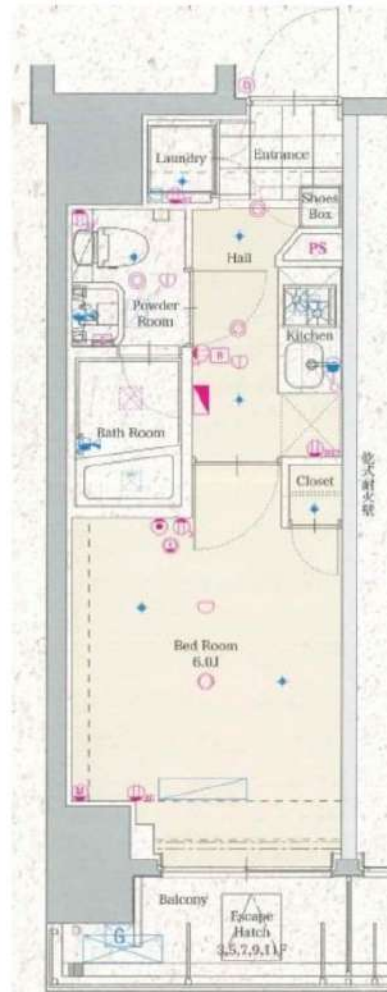 Laundry
Entrance
Shoes
Box
PS
Hall
Powder
Room
Kitchen
R
Bath Room
Closet
乾式耐火壁
Bed Room
6.0J
Balcony
Escape
Hatch
3,5,7,9,11F
G